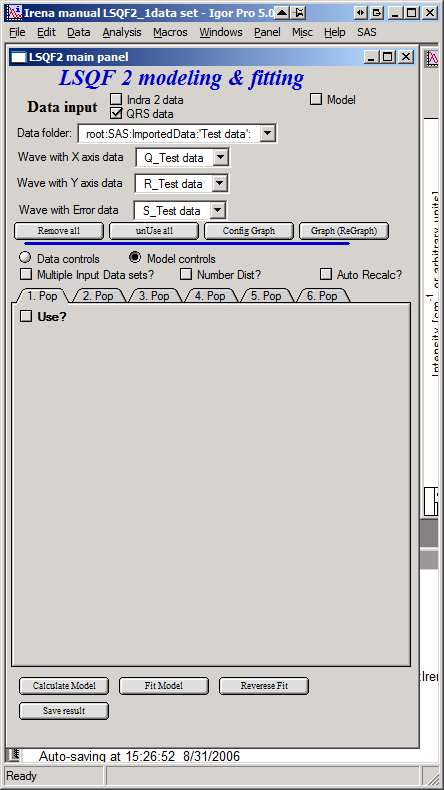 Irena manual LSQF2_1data set - Igor Pro 5.0
File Edit Data Analysis Macros Windows Panel Misc Help SAS
LSQF2 main panel
LSQF 2 modeling & fitting
Data input
Indra 2 data
Model
QRS data
Data folder: root:SAS:ImportedData:'Test data':
Wave with X axis data Q_Test data
Wave with Y axis data R_Test data
Wave with Error data S_Test data
Remove all unUse all Config Graph Graph (ReGraph)
Data controls Model controls
Multiple Input Data sets? Number Dist? Auto Recalc?
1. Pop 2. Pop 3. Pop 4. Pop 5. Pop 6. Pop
Use?
Intensity [cm-1 or arbitrary units]
Calculate Model Fit Model Reverese Fit
Save result
:Irer
Auto-saving at 15:26:52 8/31/2006
Ready